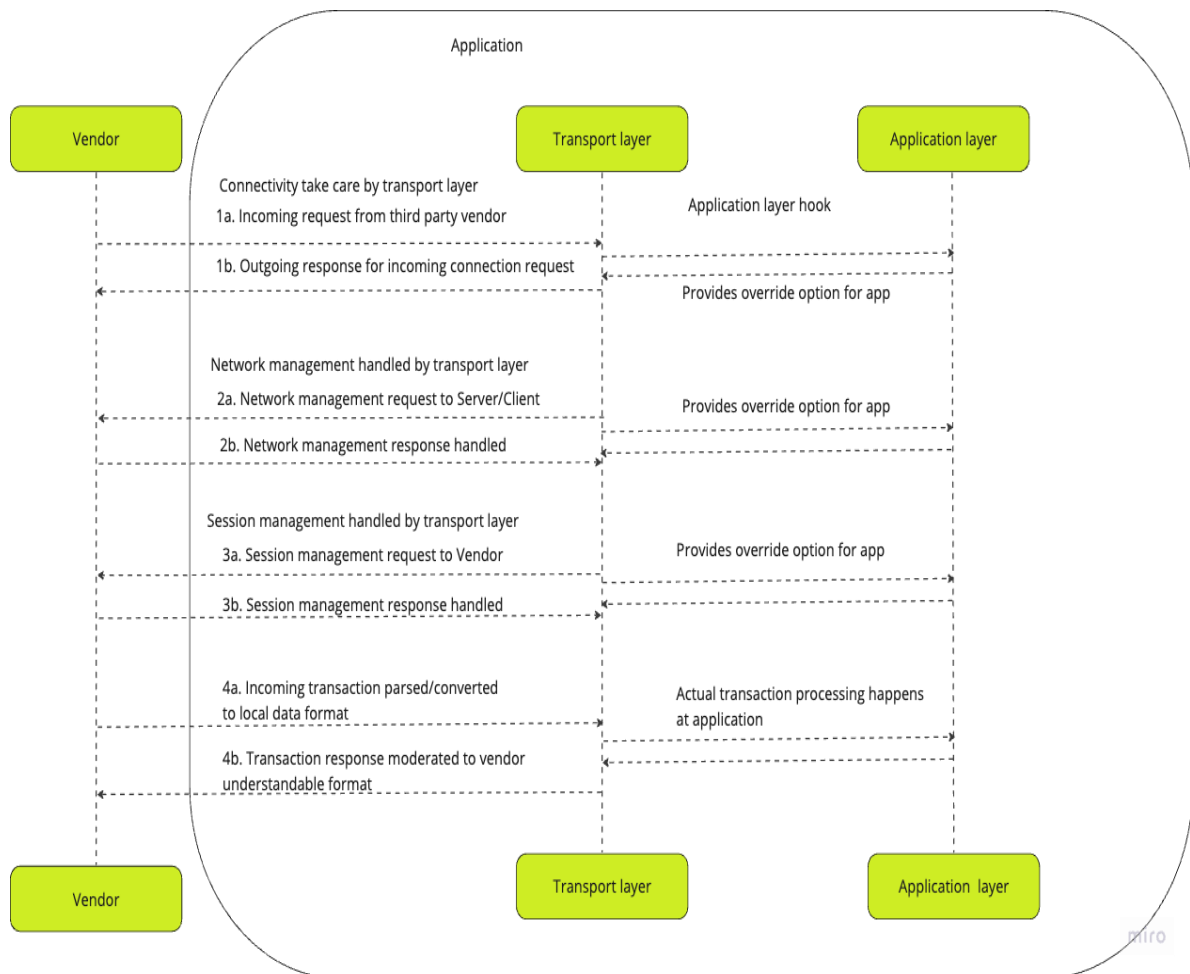 Application
Vendor
Transport layer
Application layer
Connectivity take care by transport layer
1a. Incoming request from third party vendor
Application layer hook
1b. Outgoing response for incoming connection request
Provides override option for app
Network management handled by transport layer
2a. Network management request to Server/Client
Provides override option for app
2b. Network management response handled
Session management handled by transport layer
3a. Session management request to Vendor
Provides override option for app
3b. Session management response handled
4a. Incoming transaction parsed/converted
to local data format
Actual transaction processing happens
at application
4b. Transaction response moderated to vendor
understandable format
Vendor
Transport layer
Application layer
miro